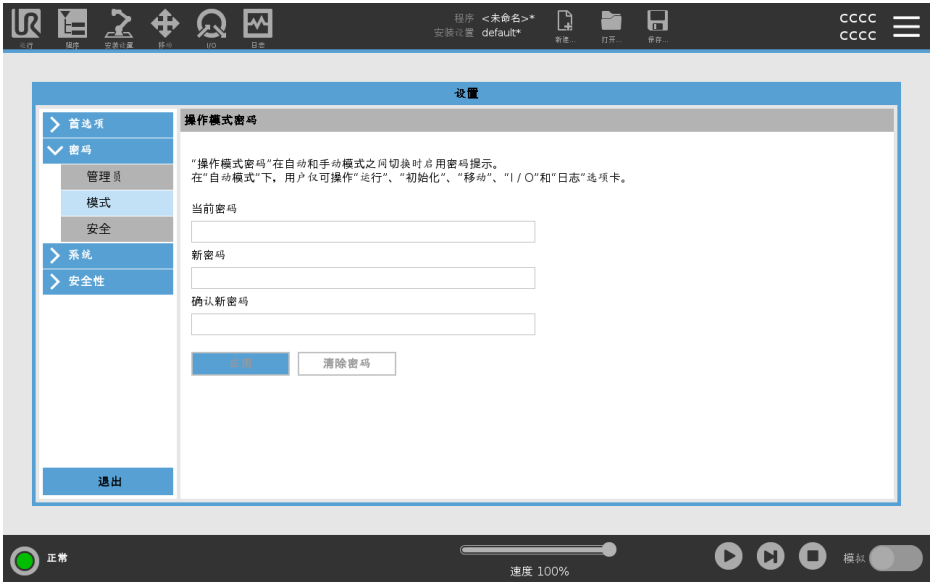 运行 程序 安装设置 移动 I/O 日志
程序 <未命名>*
安装设置 default*
新建... 打开... 保存...
CCCC
CCCC
设置
首选项
密码
管理员
模式
安全
系统
安全性
退出
操作模式密码
“操作模式密码”在自动和手动模式之间切换时启用密码提示。
在“自动模式”下，用户仅可操作“运行”、“初始化”、“移动”、“I / O”和“日志”选项卡。
当前密码
新密码
确认新密码
应用 清除密码
正常
速度 100%
模拟